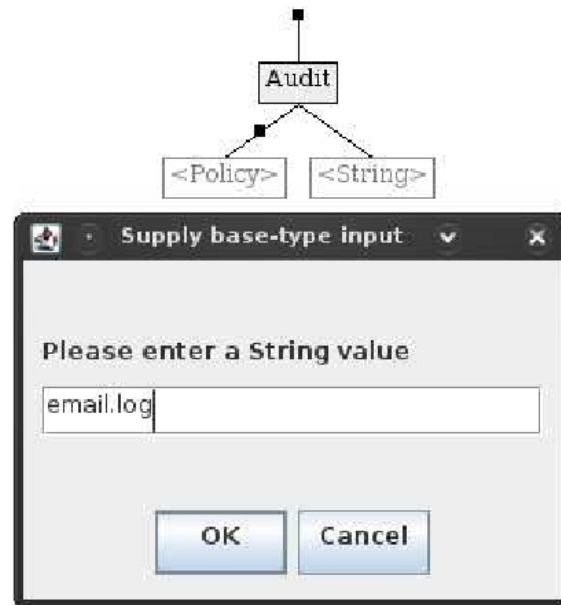 Audit
<Policy> <String>
Supply base-type input
Please enter a String value
email.log
OK Cancel